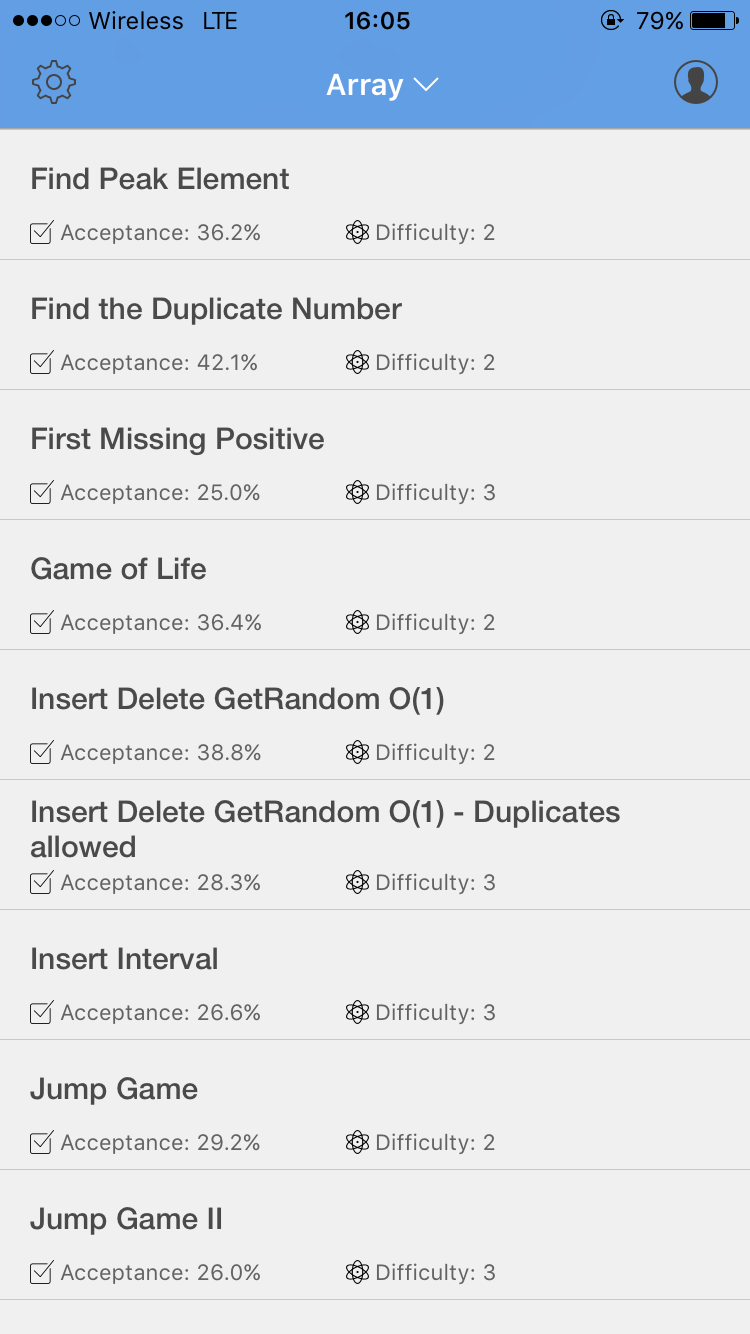 Wireless LTE 16:05 79%
Array
Find Peak Element
Acceptance: 36.2% Difficulty: 2
Find the Duplicate Number
Acceptance: 42.1% Difficulty: 2
First Missing Positive
Acceptance: 25.0% Difficulty: 3
Game of Life
Acceptance: 36.4% Difficulty: 2
Insert Delete GetRandom O(1)
Acceptance: 38.8% Difficulty: 2
Insert Delete GetRandom O(1) - Duplicates
allowed
Acceptance: 28.3% Difficulty: 3
Insert Interval
Acceptance: 26.6% Difficulty: 3
Jump Game
Acceptance: 29.2% Difficulty: 2
Jump Game II
Acceptance: 26.0% Difficulty: 3